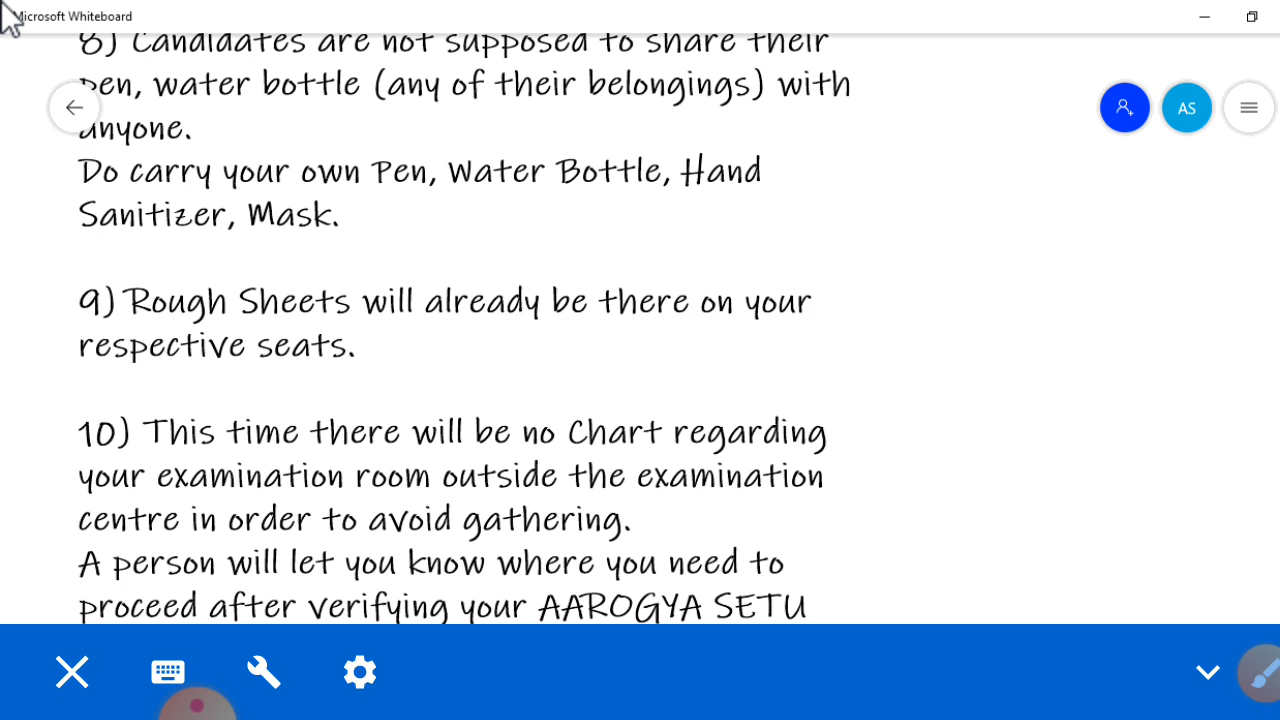 Microsoft Whiteboard
8) Candidates are not supposed to share their
pen, water bottle (any of their belongings) with
anyone.
AS
Do carry your own Pen, Water Bottle, Hand
Sanitizer, Mask.
9) Rough Sheets will already be there on your
respective seats.
10) This time there will be no Chart regarding
your examination room outside the examination
centre in order to avoid gathering.
A person will let you know where you need to
proceed after verifying your AAROGYA SETU